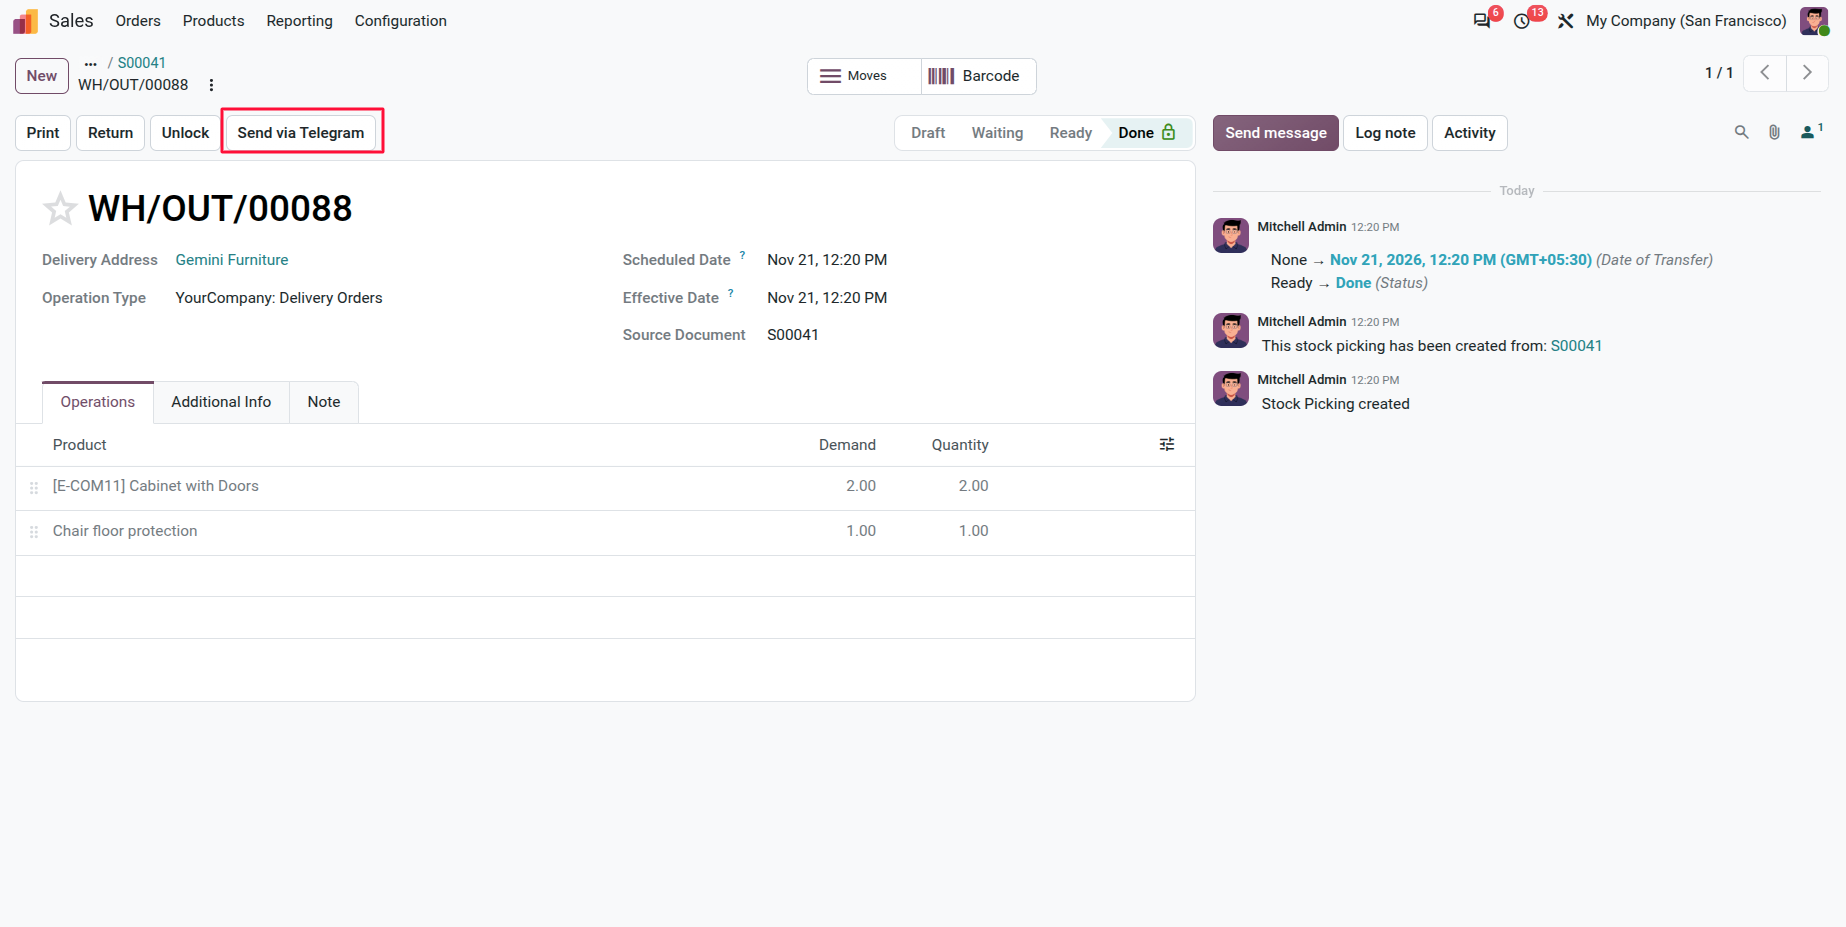 Sales Orders Products Reporting Configuration 6 13 My Company (San Francisco)
New ... / S00041
WH/OUT/00088
Moves Barcode 1 / 1
Print Return Unlock Send via Telegram Draft Waiting Ready Done Send message Log note Activity 1
WH/OUT/00088
Delivery Address Gemini Furniture
Operation Type YourCompany: Delivery Orders
Scheduled Date ? Nov 21, 12:20 PM
Effective Date ? Nov 21, 12:20 PM
Source Document S00041
Operations Additional Info Note
Product Demand Quantity
[E-COM11] Cabinet with Doors 2.00 2.00
Chair floor protection 1.00 1.00
Today
Mitchell Admin 12:20 PM
None → Nov 21, 2026, 12:20 PM (GMT+05:30) (Date of Transfer)
Ready → Done (Status)
Mitchell Admin 12:20 PM
This stock picking has been created from: S00041
Mitchell Admin 12:20 PM
Stock Picking created